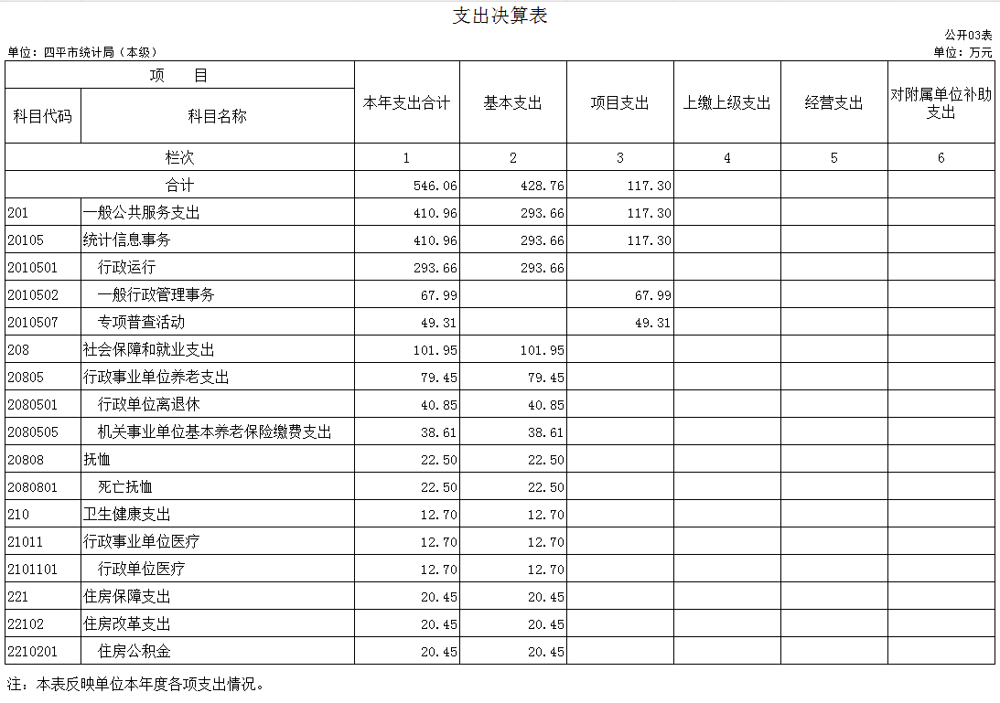 支出决算表
公开03表
单位：四平市统计局（本级） 单位：万元
项 目 本年支出合计 基本支出 项目支出 上缴上级支出 经营支出 对附属单位补助支出
科目代码 科目名称
栏次 1 2 3 4 5 6
合计 546.06 428.76 117.30
201 一般公共服务支出 410.96 293.66 117.30
20105 统计信息事务 410.96 293.66 117.30
2010501 行政运行 293.66 293.66
2010502 一般行政管理事务 67.99 67.99
2010507 专项普查活动 49.31 49.31
208 社会保障和就业支出 101.95 101.95
20805 行政事业单位养老支出 79.45 79.45
2080501 行政单位离退休 40.85 40.85
2080505 机关事业单位基本养老保险缴费支出 38.61 38.61
20808 抚恤 22.50 22.50
2080801 死亡抚恤 22.50 22.50
210 卫生健康支出 12.70 12.70
21011 行政事业单位医疗 12.70 12.70
2101101 行政单位医疗 12.70 12.70
221 住房保障支出 20.45 20.45
22102 住房改革支出 20.45 20.45
2210201 住房公积金 20.45 20.45
注：本表反映单位本年度各项支出情况。